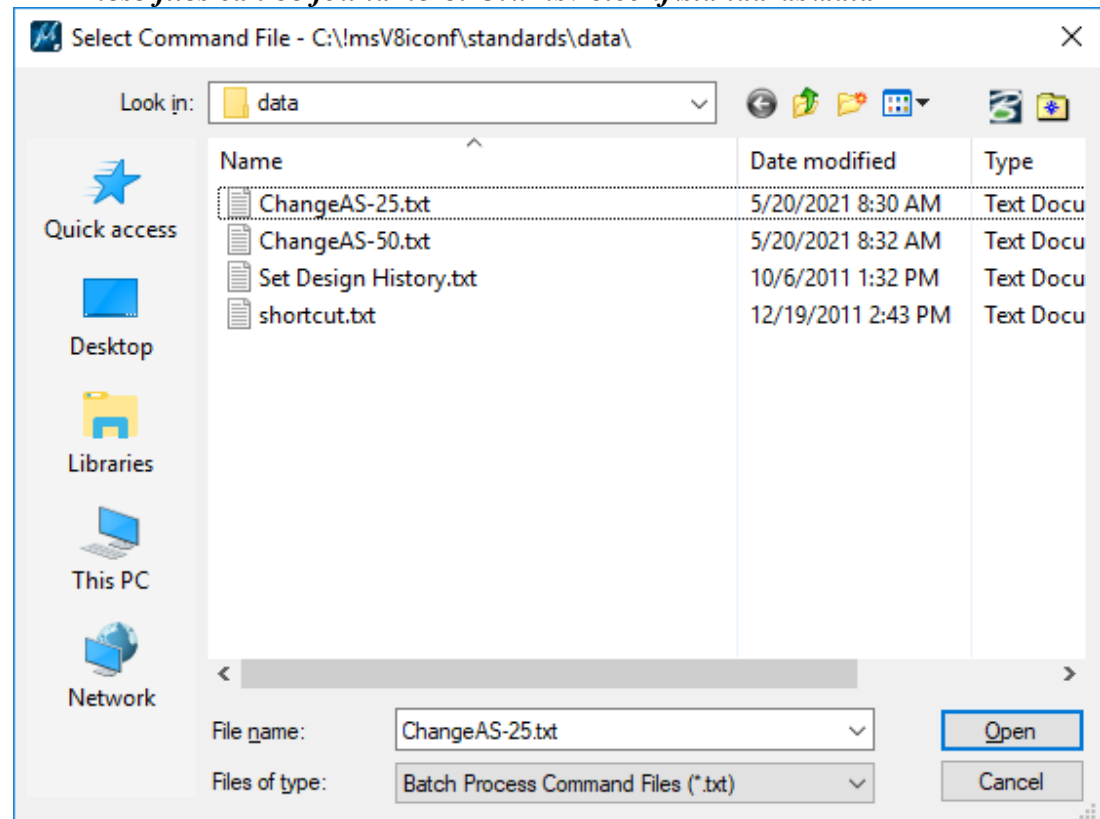 Select Command File - C:\!msV8iconf\standards\data\
Look in: data
Name Date modified Type
ChangeAS-25.txt 5/20/2021 8:30 AM Text Docu
ChangeAS-50.txt 5/20/2021 8:32 AM Text Docu
Set Design History.txt 10/6/2011 1:32 PM Text Docu
shortcut.txt 12/19/2011 2:43 PM Text Docu
Quick access
Desktop
Libraries
This PC
Network
File name: ChangeAS-25.txt Open
Files of type: Batch Process Command Files (*.txt) Cancel